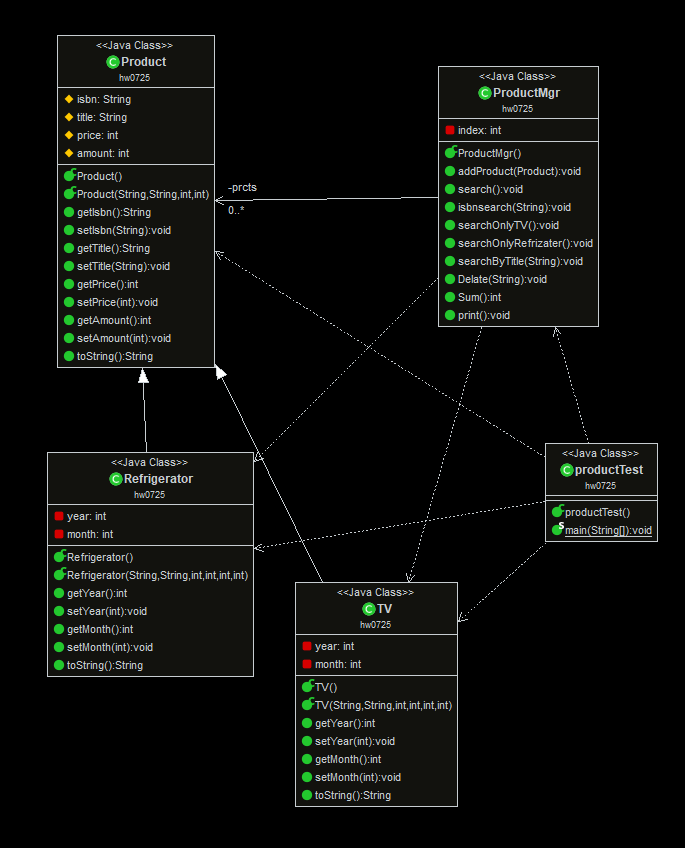 <<Java Class>>
Product
hw0725
isbn: String
title: String
price: int
amount: int
Product()
Product(String,String,int,int)
getIsbn():String
setIsbn(String):void
getTitle():String
setTitle(String):void
getPrice():int
setPrice(int):void
getAmount():int
setAmount(int):void
toString():String
<<Java Class>>
ProductMgr
hw0725
index: int
ProductMgr()
addProduct(Product):void
search():void
isbnsearch(String):void
searchOnlyTV():void
searchOnlyRefrizater():void
searchByTitle(String):void
Delate(String):void
Sum():int
print():void
-prcts
0..*
<<Java Class>>
Refrigerator
hw0725
year: int
month: int
Refrigerator()
Refrigerator(String,String,int,int,int,int)
getYear():int
setYear(int):void
getMonth():int
setMonth(int):void
toString():String
<<Java Class>>
productTest
hw0725
productTest()
main(String[]):void
<<Java Class>>
TV
hw0725
year: int
month: int
TV()
TV(String,String,int,int,int,int)
getYear():int
setYear(int):void
getMonth():int
setMonth(int):void
toString():String